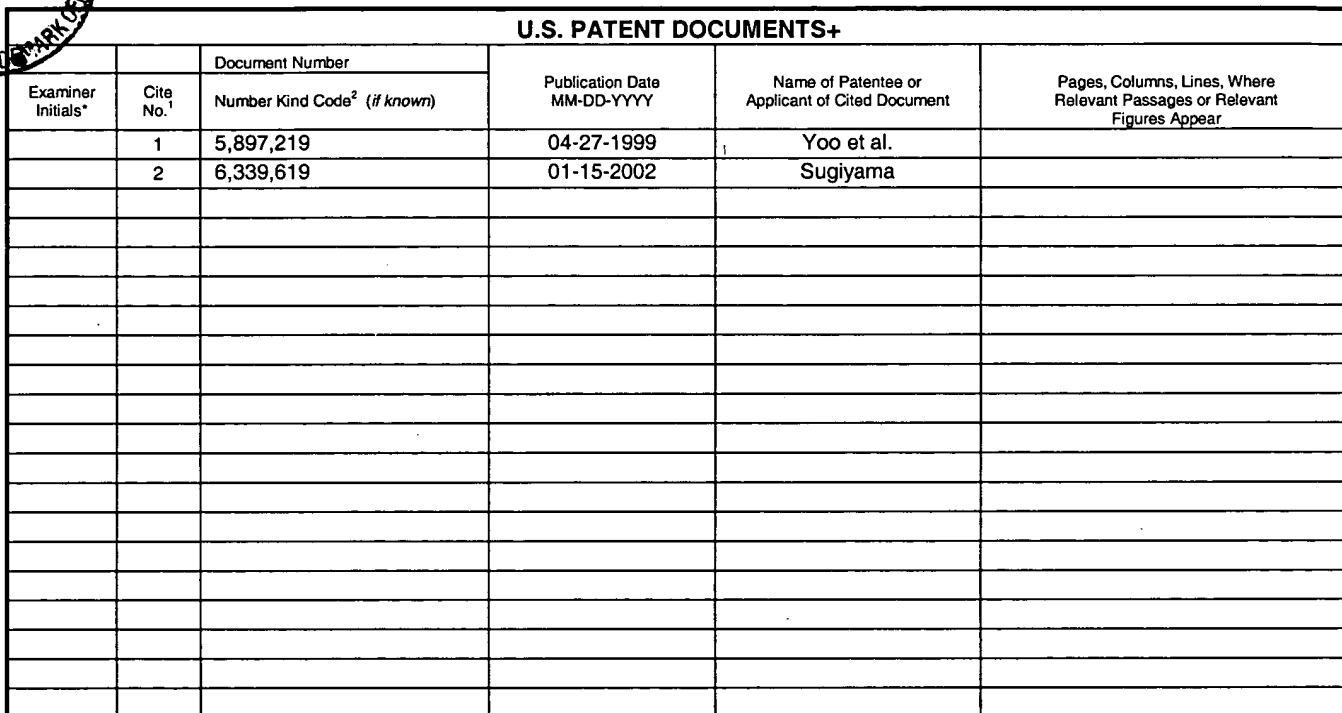 U.S. PATENT DOCUMENTS+
Document Number
Examiner Initials*
Cite No.¹
Number Kind Code² (if known)
Publication Date MM-DD-YYYY
Name of Patentee or Applicant of Cited Document
Pages, Columns, Lines, Where Relevant Passages or Relevant Figures Appear
1 5,897,219 04-27-1999 Yoo et al.
2 6,339,619 01-15-2002 Sugiyama